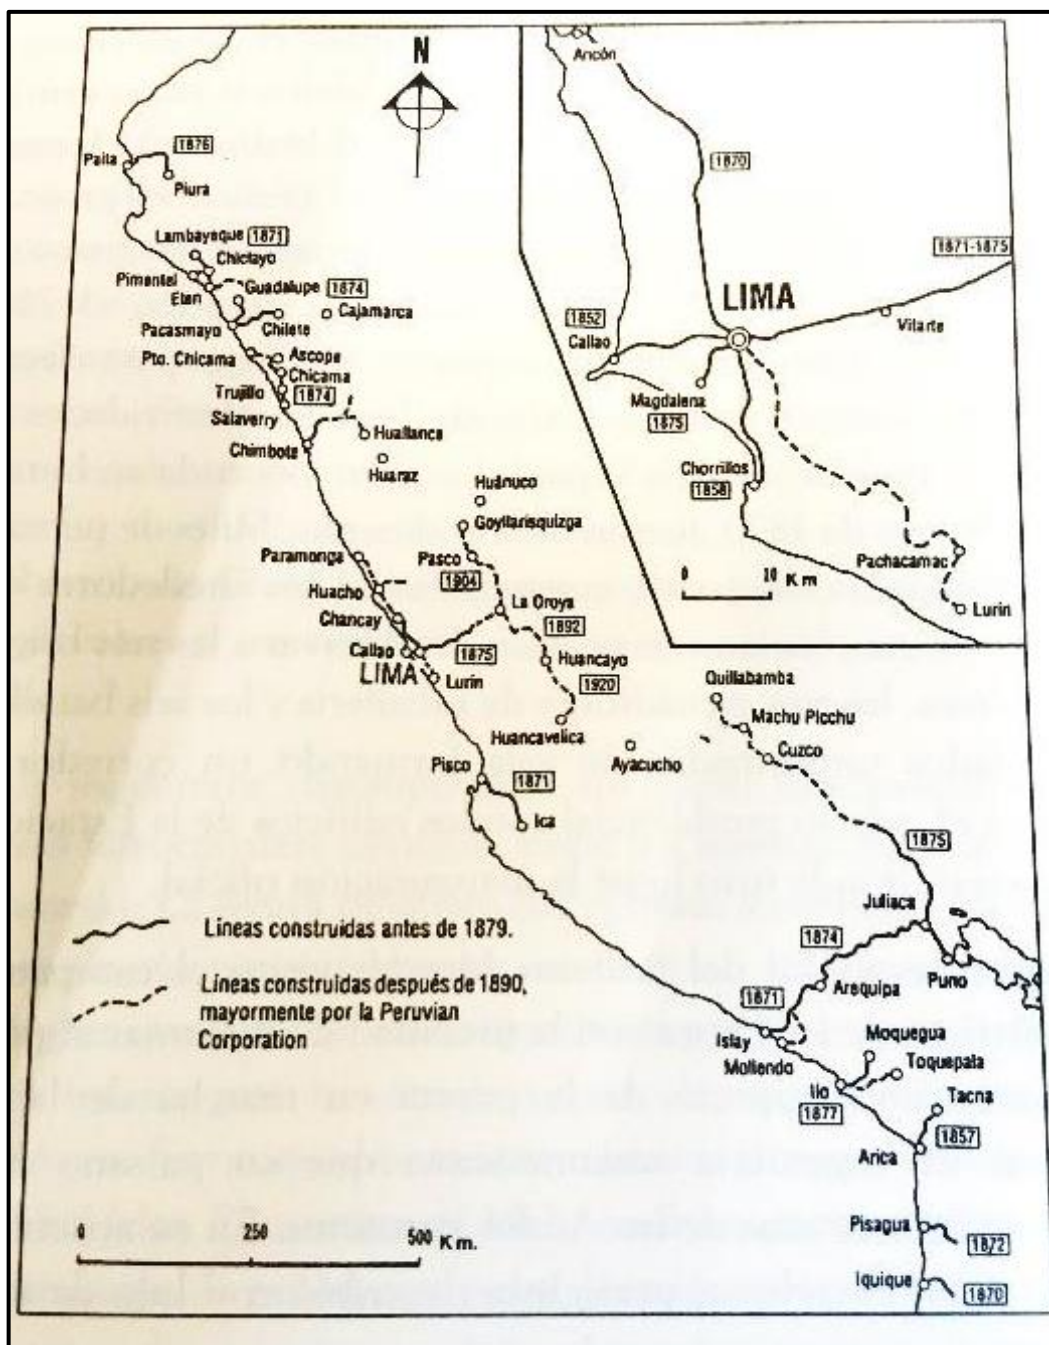 N
Paita
1876
Piura
Lambayeque
1871
Chiclayo
Pimentel
Eten
Guadalupe
1874
Cajamarca
Pacasmayo
Chilete
Pto. Chicama
Ascope
Chicama
Trujillo
1874
Salaverry
Chimbote
Huallanca
Huaraz
Huánuco
Goyllarisquizga
Paramonga
Pasco
1904
Huacho
La Oroya
Chancay
1892
Callao
LIMA
1875
Huancayo
Lurín
1920
Huancavelica
Ayacucho
Pisco
1871
Ica
Quillabamba
Machu Picchu
Cuzco
1875
Juliaca
1874
Puno
Arequipa
1871
Islay
Mollendo
Moquegua
Toquepala
Ilo
1877
Tacna
1857
Arica
Pisagua
1872
Iquique
1870
Ancón
1870
1871-1875
LIMA
Vitarte
1852
Callao
Magdalena
1875
Chorrillos
1858
Pachacamac
Lurín
0 10 Km
Líneas construidas antes de 1879.
Líneas construidas después de 1890,
mayormente por la Peruvian
Corporation
0 250 500 Km.